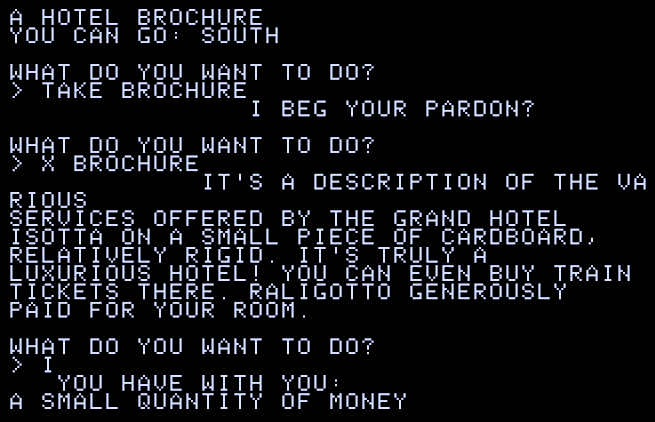 A HOTEL BROCHURE
YOU CAN GO: SOUTH
WHAT DO YOU WANT TO DO?
> TAKE BROCHURE
I BEG YOUR PARDON?
WHAT DO YOU WANT TO DO?
> X BROCHURE
IT'S A DESCRIPTION OF THE VA
RIOUS
SERVICES OFFERED BY THE GRAND HOTEL
ISOTTA ON A SMALL PIECE OF CARDBOARD,
RELATIVELY RIGID. IT'S TRULY A
LUXURIOUS HOTEL! YOU CAN EVEN BUY TRAIN
TICKETS THERE. RALIGOTTO GENEROUSLY
PAID FOR YOUR ROOM.
WHAT DO YOU WANT TO DO?
> I
YOU HAVE WITH YOU:
A SMALL QUANTITY OF MONEY